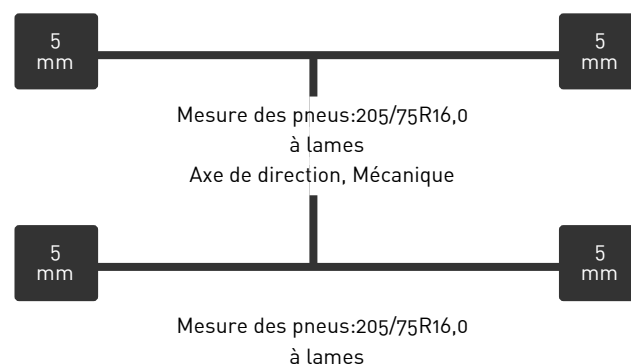 5
mm
5
mm
Mesure des pneus:205/75R16,0
à lames
Axe de direction, Mécanique
5
mm
5
mm
Mesure des pneus:205/75R16,0
à lames